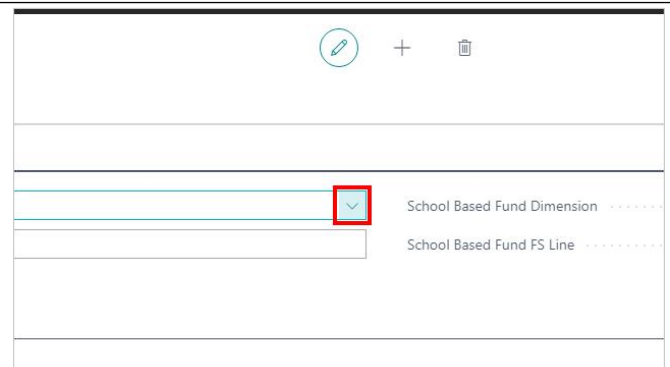 School Based Fund Dimension
School Based Fund FS Line